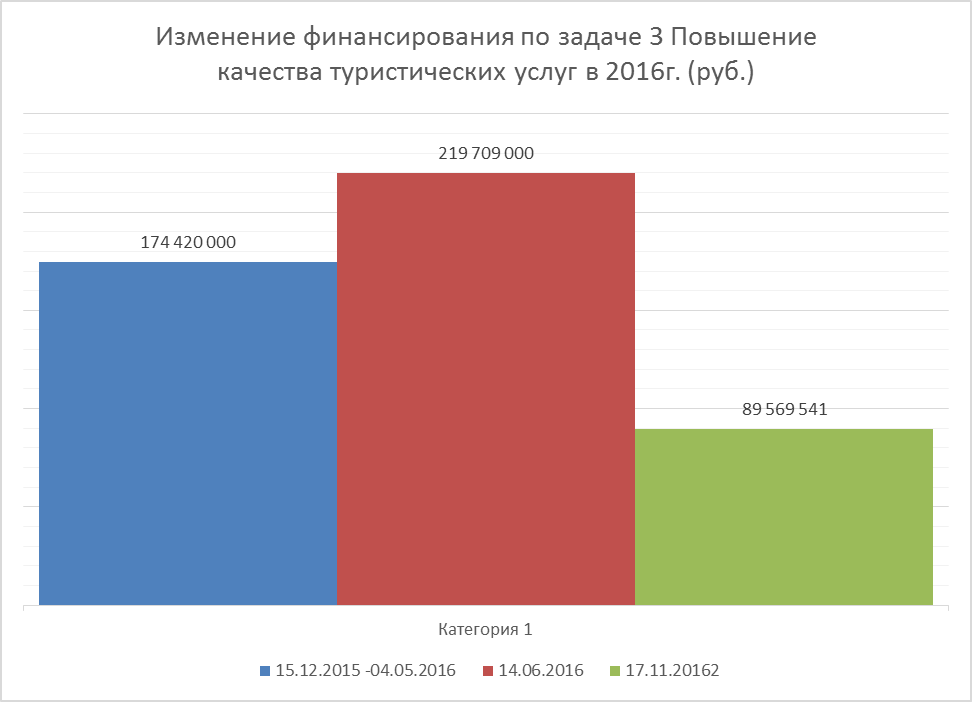 Изменение финансирования по задаче 3 Повышение
качества туристических услуг в 2016г. (руб.)
219 709 000
174 420 000
89 569 541
Категория 1
15.12.2015 -04.05.2016 14.06.2016 17.11.20162